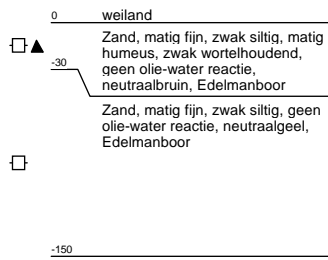 0 weiland
Zand, matig fijn, zwak siltig, matig
humeus, zwak wortelhoudend,
-30 geen olie-water reactie,
neutraalbruin, Edelmanboor
Zand, matig fijn, zwak siltig, geen
olie-water reactie, neutraalgeel,
Edelmanboor
-150